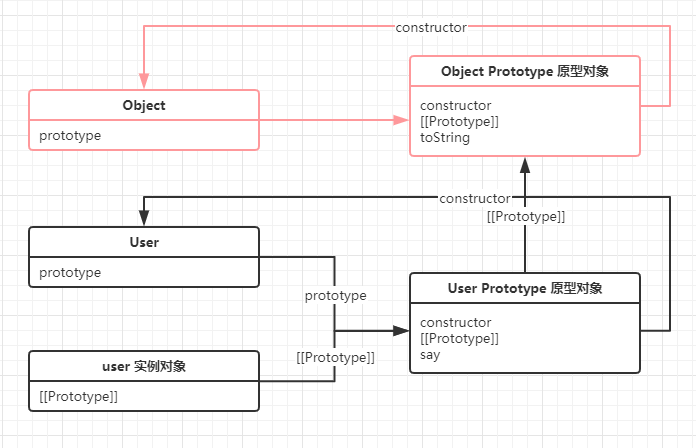 constructor
Object
prototype
Object Prototype 原型对象
constructor
[[Prototype]]
toString
constructor
[[Prototype]]
User
prototype
prototype
User Prototype 原型对象
constructor
[[Prototype]]
say
[[Prototype]]
user 实例对象
[[Prototype]]